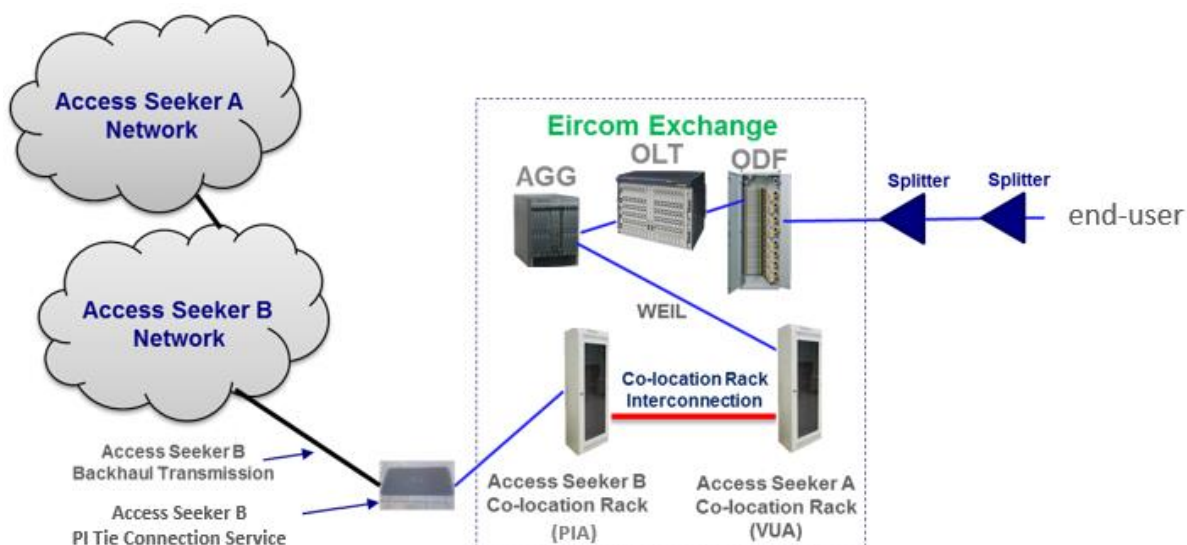 Access Seeker A
Network
Access Seeker B
Network
Access Seeker B
Backhaul Transmission
Access Seeker B
PI Tie Connection Service
Eircom Exchange
AGG
OLT
ODF
Splitter
Splitter
end-user
WEIL
Co-location Rack
Interconnection
Access Seeker B
Co-location Rack
(PIA)
Access Seeker A
Co-location Rack
(VUA)